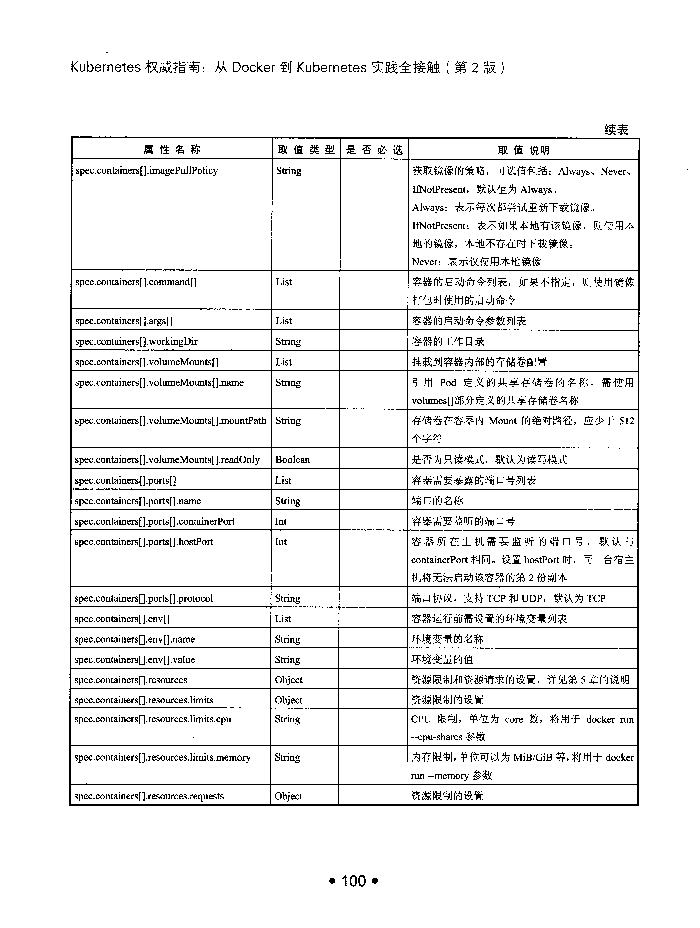 Kubernetes 权威指南：从 Docker 到 Kubernetes 实践全接触（第 2 版）
续表
属 性 名 称 取 值 类 型 是 否 必 选 取 值 说明
spec.containers[].imagePullPolicy String 获取镜像的策略，可选值包括：Always、Never、
IfNotPresent，默认值为 Always。
Always：表示每次都尝试重新下载镜像。
IfNotPresent：表示如果本地有该镜像，则使用本
地的镜像，本地不存在时下载镜像。
Never：表示仅使用本地镜像
spec.containers[].command[] List 容器的启动命令列表，如果不指定，则使用镜像
打包时使用的启动命令
spec.containers[].args[] List 容器的启动命令参数列表
spec.containers[].workingDir String 容器的工作目录
spec.containers[].volumeMounts[] List 挂载到容器内部的存储卷配置
spec.containers[].volumeMounts[].name String 引用 Pod 定义的共享存储卷的名称，需使用
volumes[]部分定义的共享存储卷名称
spec.containers[].volumeMounts[].mountPath String 存储卷在容器内 Mount 的绝对路径，应少于 512
个字符
spec.containers[].volumeMounts[].readOnly Boolean 是否为只读模式，默认为读写模式
spec.containers[].ports[] List 容器需要暴露的端口号列表
spec.containers[].ports[].name String 端口的名称
spec.containers[].ports[].containerPort Int 容器需要监听的端口号
spec.containers[].ports[].hostPort Int 容器所在主机需要监听的端口号，默认与
containerPort 相同。设置 hostPort 时，同一台宿主
机将无法启动该容器的第 2 份副本
spec.containers[].ports[].protocol String 端口协议，支持 TCP 和 UDP，默认为 TCP
spec.containers[].env[] List 容器运行前需设置的环境变量列表
spec.containers[].env[].name String 环境变量的名称
spec.containers[].env[].value String 环境变量的值
spec.containers[].resources Object 资源限制和资源请求的设置，详见第 5 章的说明
spec.containers[].resources.limits Object 资源限制的设置
spec.containers[].resources.limits.cpu String CPU 限制，单位为 core 数，将用于 docker run
--cpu-shares 参数
spec.containers[].resources.limits.memory String 内存限制，单位可以为 MiB/GiB 等，将用于 docker
run --memory 参数
spec.containers[].resources.requests Object 资源限制的设置
• 100 •